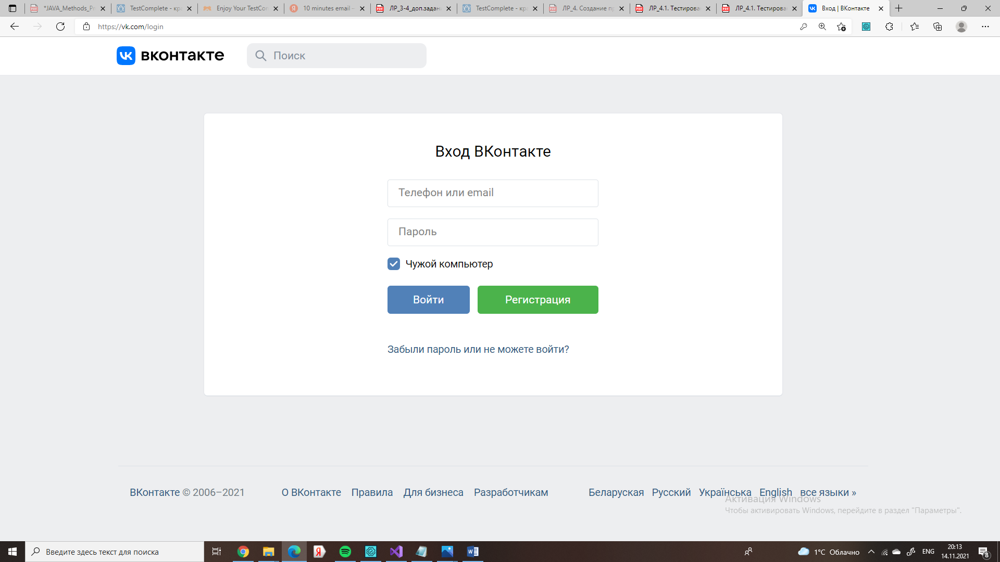 *JAVA_Methods_Pr
TestComplete - кра
Enjoy Your TestCon
10 minutes email –
ЛР_3-4_доп.задани
TestComplete - кра
ЛР_4. Создание пр
ЛР_4.1. Тестирова
ЛР_4.1. Тестирова
Вход | ВКонтакте
https://vk.com/login
вконтакте
Поиск
Вход ВКонтакте
Телефон или email
Пароль
Чужой компьютер
Войти
Регистрация
Забыли пароль или не можете войти?
ВКонтакте © 2006–2021
О ВКонтакте Правила Для бизнеса Разработчикам
Беларуская Русский Українська English все языки »
Активация Windows
Чтобы активировать Windows, перейдите в раздел "Параметры".
Введите здесь текст для поиска
1°C Облачно
ENG
20:13
14.11.2021
8